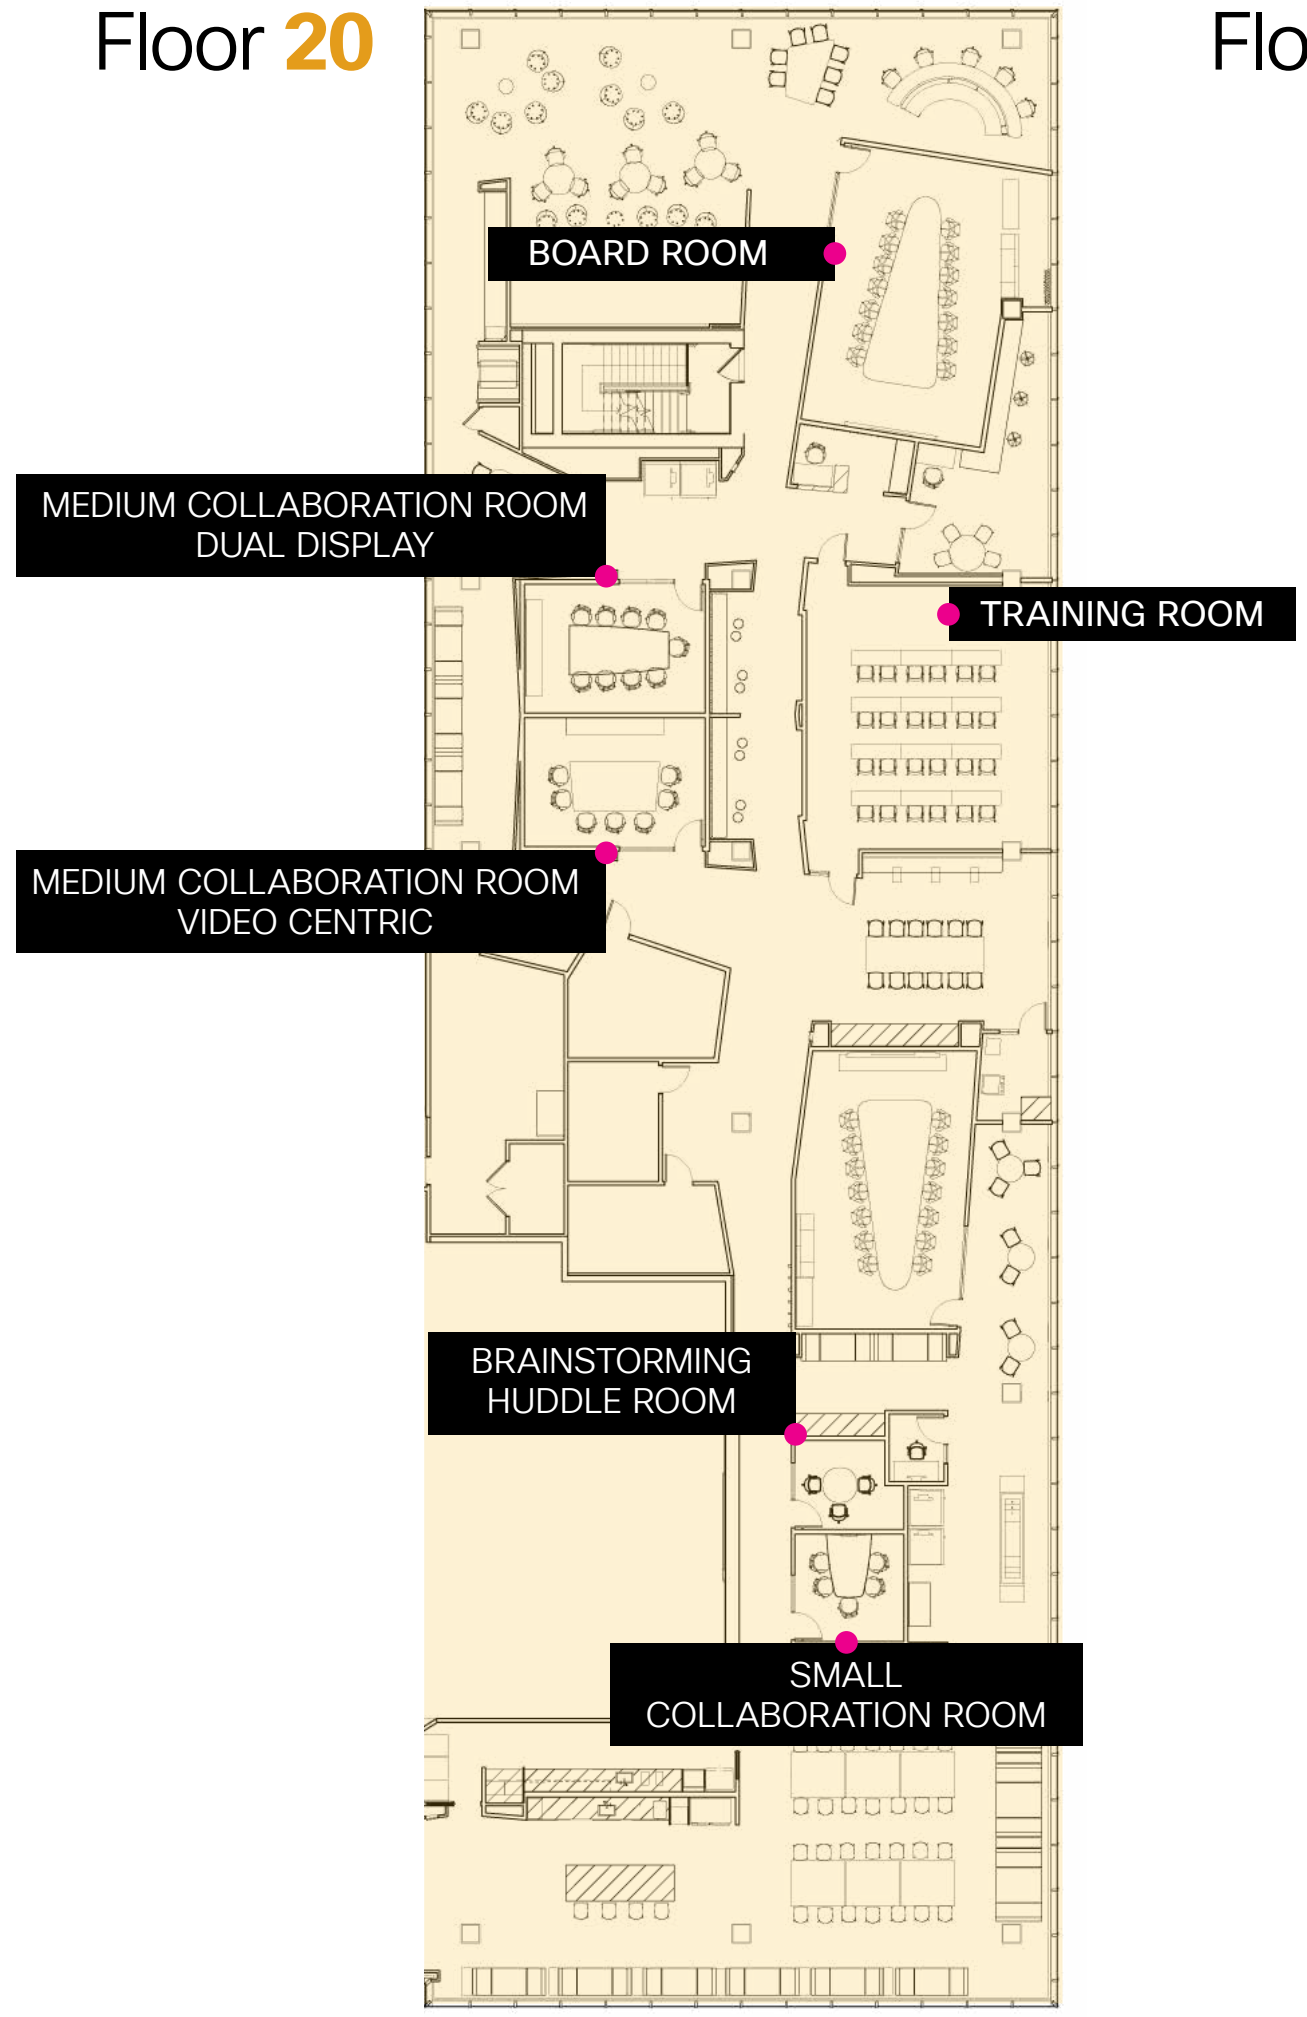 Floor 20
Flo
BOARD ROOM
MEDIUM COLLABORATION ROOM
DUAL DISPLAY
TRAINING ROOM
MEDIUM COLLABORATION ROOM
VIDEO CENTRIC
BRAINSTORMING
HUDDLE ROOM
SMALL
COLLABORATION ROOM